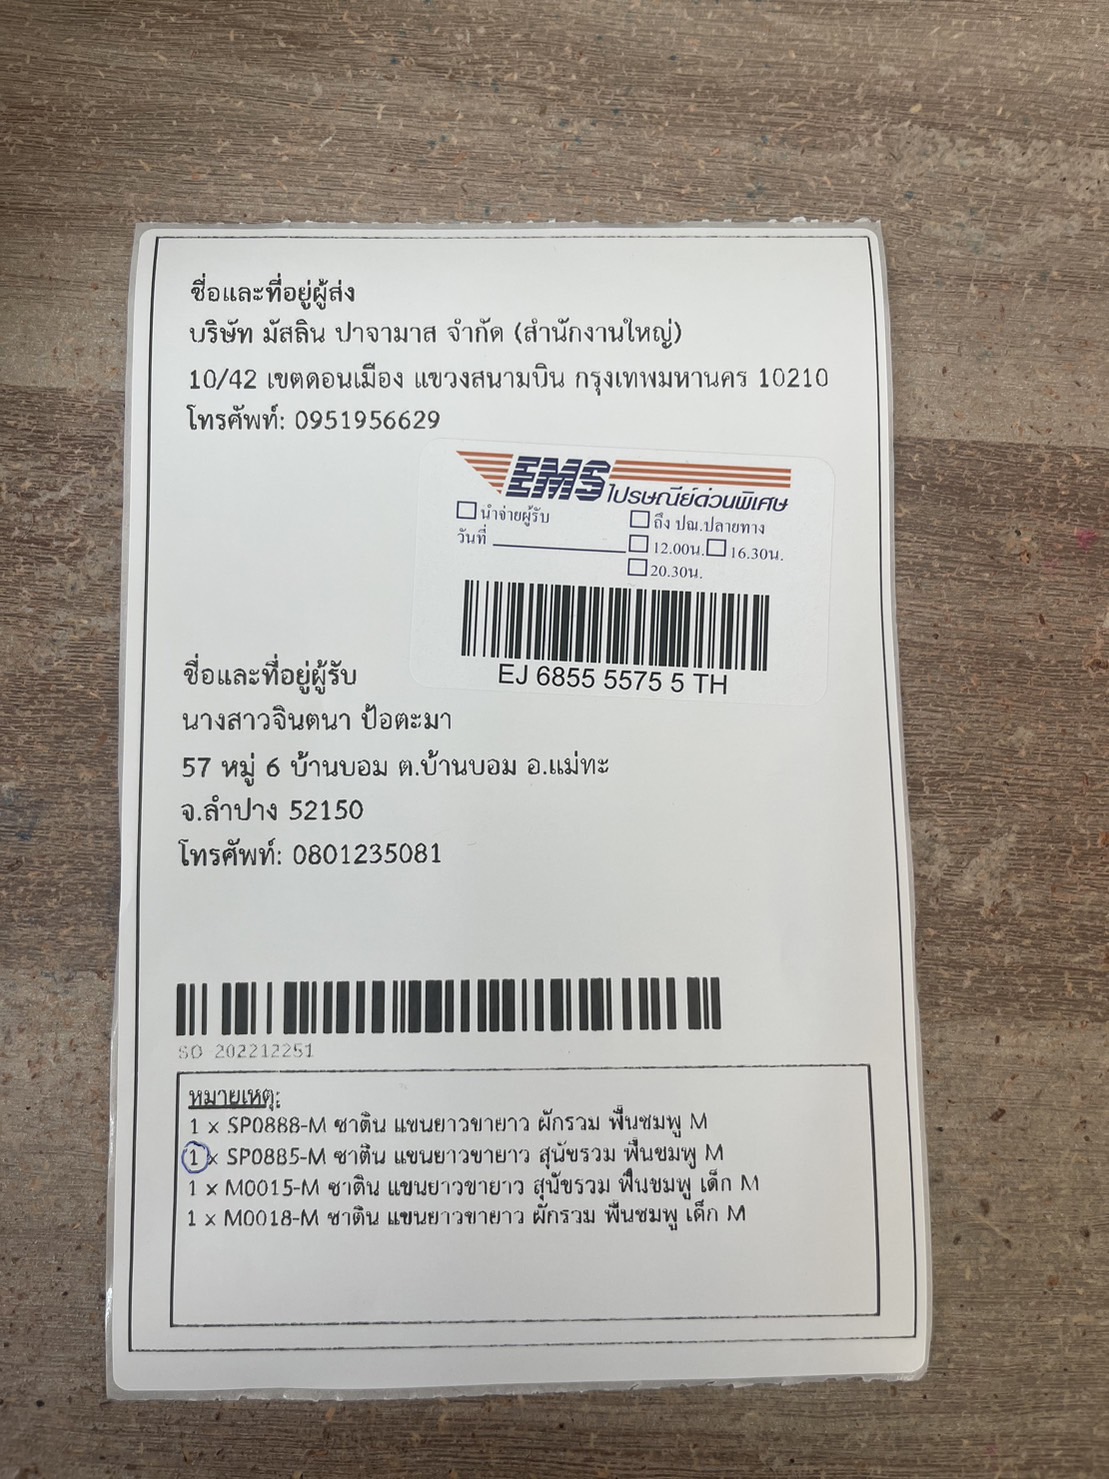 ชื่อและที่อยู่ผู้ส่ง
บริษัท มัสลิน ปาจามาส จำกัด (สำนักงานใหญ่)
10/42 เขตดอนเมือง แขวงสนามบิน กรุงเทพมหานคร 10210
โทรศัพท์: 0951956629
EMS ไปรษณีย์ด่วนพิเศษ
นำจ่ายผู้รับ ถึง ปณ.ปลายทาง
วันที่ 12.00น. 16.30น.
20.30น.
EJ 6855 5575 5 TH
ชื่อและที่อยู่ผู้รับ
นางสาวจินตนา ป้อตะมา
57 หมู่ 6 บ้านบอม ต.บ้านบอม อ.แม่ทะ
จ.ลำปาง 52150
โทรศัพท์: 0801235081
SO-202212251
หมายเหตุ:
1 x SP0888-M ซาติน แขนยาวขายาว ผักรวม พื้นชมพู M
1 x SP0885-M ซาติน แขนยาวขายาว สุนัขรวม พื้นชมพู M
1 x M0015-M ซาติน แขนยาวขายาว สุนัขรวม พื้นชมพู เด็ก M
1 x M0018-M ซาติน แขนยาวขายาว ผักรวม พื้นชมพู เด็ก M